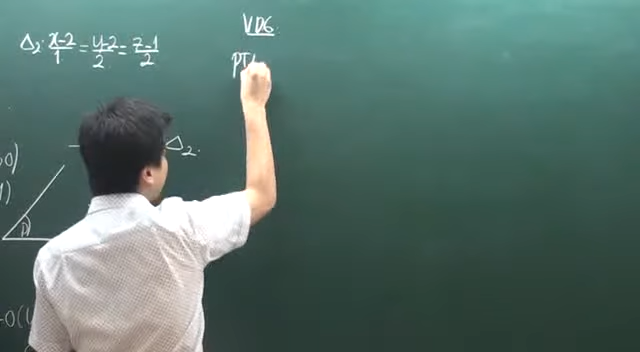 Δ₂: x-2/1 = y-2/2 = z-1/2
VD6.
PT
Δ₂.